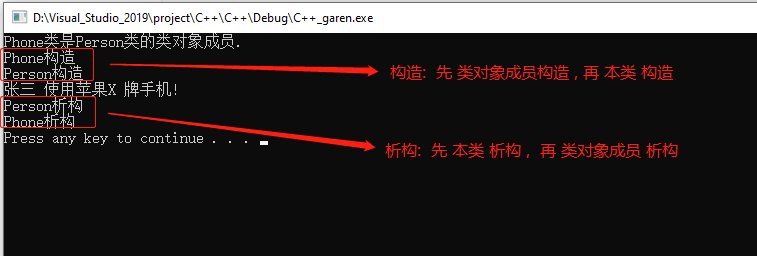 D:\Visual_Studio_2019\project\C++\C++\Debug\C++_garen.exe
Phone类是Person类的类对象成员.
Phone构造
Person构造
构造: 先 类对象成员构造 , 再 本类 构造
张三 使用苹果X 牌手机!
Person析构
Phone析构
Press any key to continue . . .
析构: 先 本类 析构 , 再 类对象成员 析构